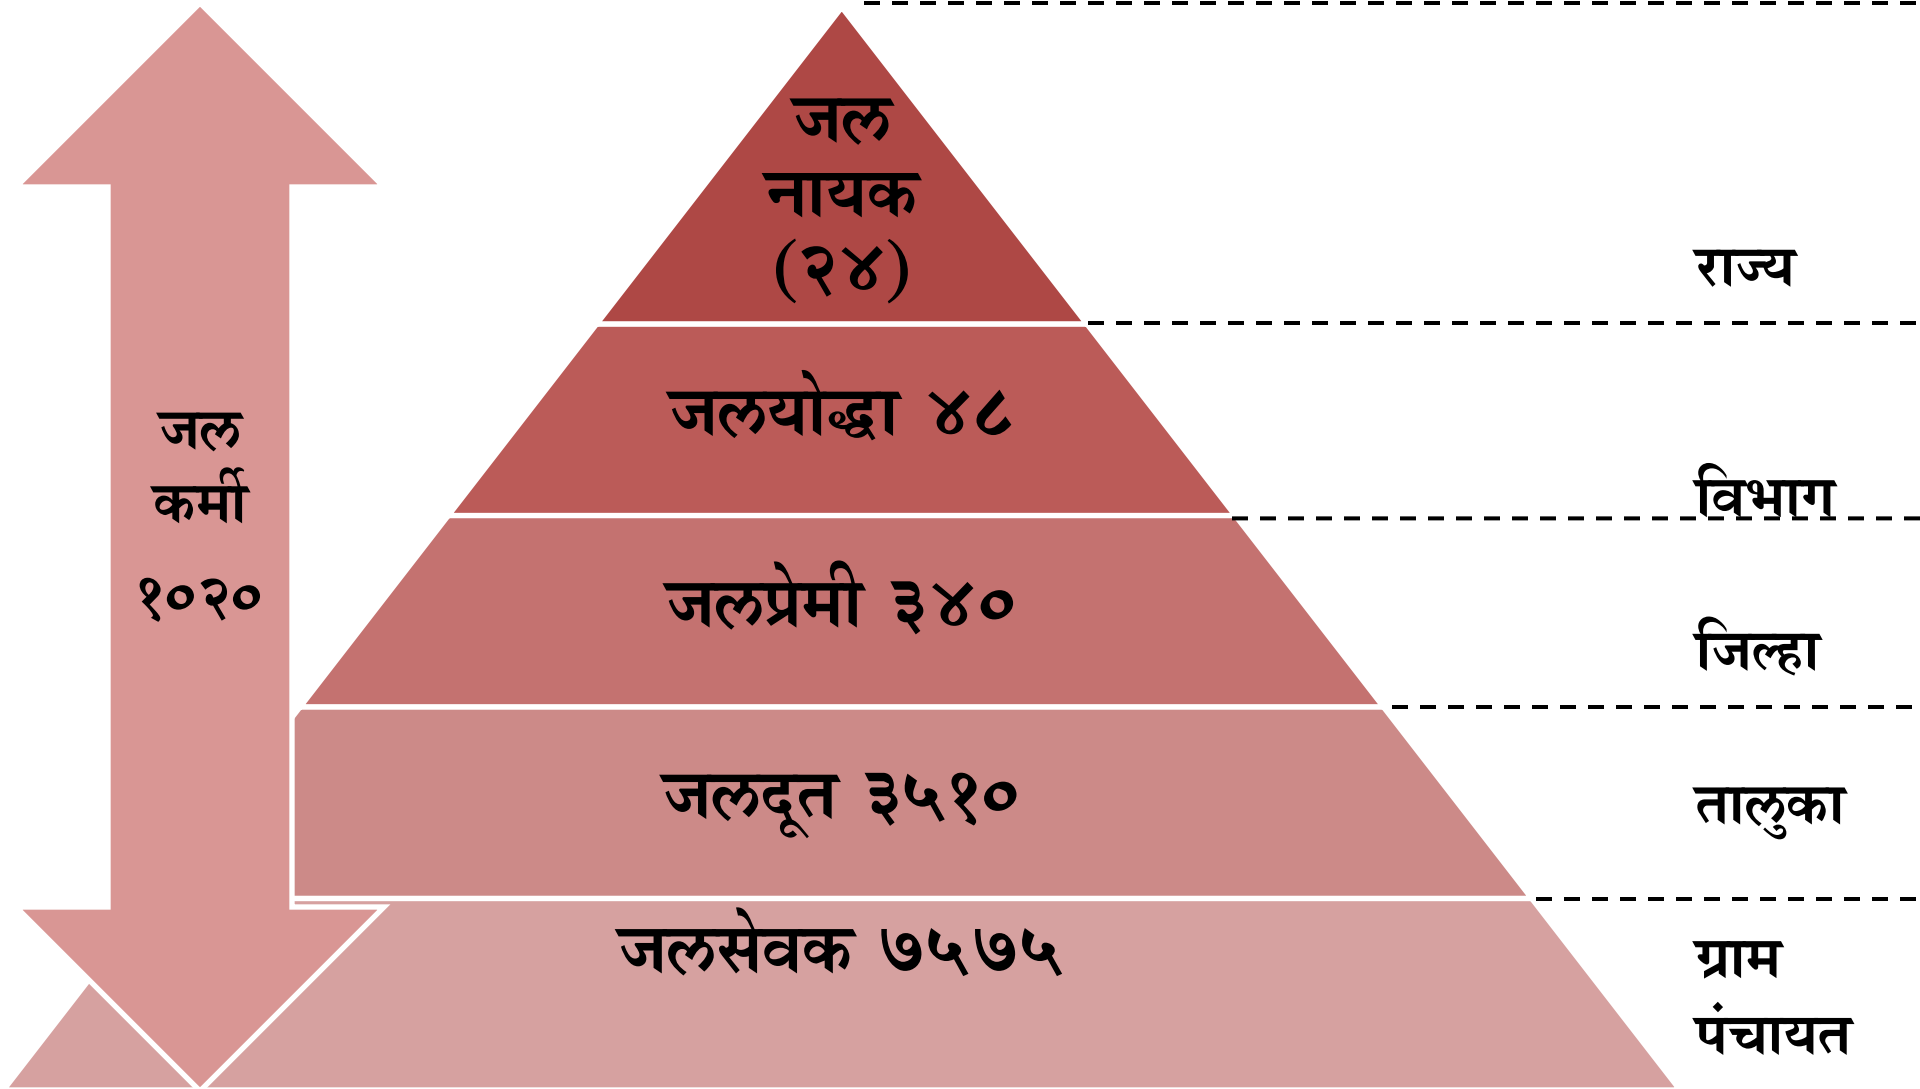 जल
नायक
(२४)
राज्य
जलयोद्धा ४८
विभाग
जल
कर्मी
१०२०
जलप्रेमी ३४०
जिल्हा
जलदूत ३५१०
तालुका
जलसेवक ७५७५
ग्राम
पंचायत